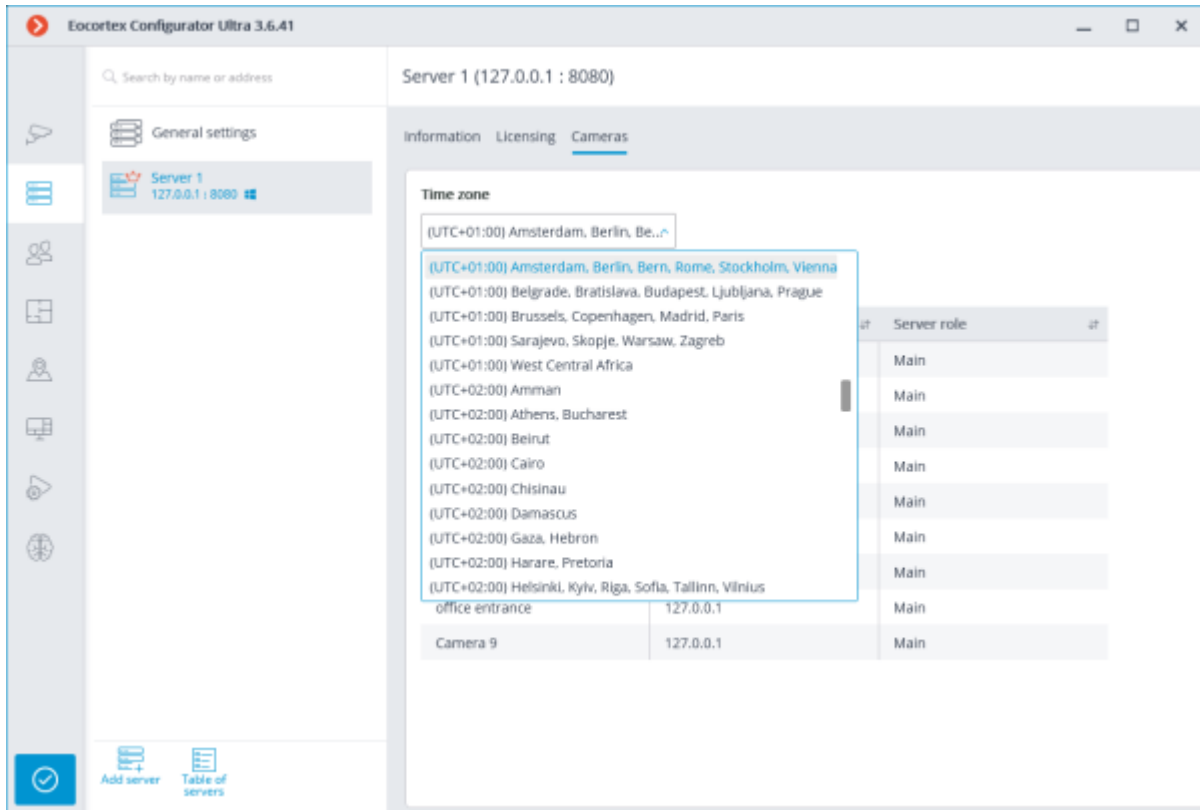 Eocortex Configurator Ultra 3.6.41
Search by name or address
Server 1 (127.0.0.1 : 8080)
General settings
Server 1
127.0.0.1 : 8080
Information Licensing Cameras
Time zone
(UTC+01:00) Amsterdam, Berlin, Be...
(UTC+01:00) Amsterdam, Berlin, Bern, Rome, Stockholm, Vienna
(UTC+01:00) Belgrade, Bratislava, Budapest, Ljubljana, Prague
(UTC+01:00) Brussels, Copenhagen, Madrid, Paris
(UTC+01:00) Sarajevo, Skopje, Warsaw, Zagreb
(UTC+01:00) West Central Africa
(UTC+02:00) Amman
(UTC+02:00) Athens, Bucharest
(UTC+02:00) Beirut
(UTC+02:00) Cairo
(UTC+02:00) Chisinau
(UTC+02:00) Damascus
(UTC+02:00) Gaza, Hebron
(UTC+02:00) Harare, Pretoria
(UTC+02:00) Helsinki, Kyiv, Riga, Sofia, Tallinn, Vilnius
Server role
Main
Main
Main
Main
Main
Main
Main
office entrance 127.0.0.1 Main
Camera 9 127.0.0.1 Main
Add server
Table of
servers